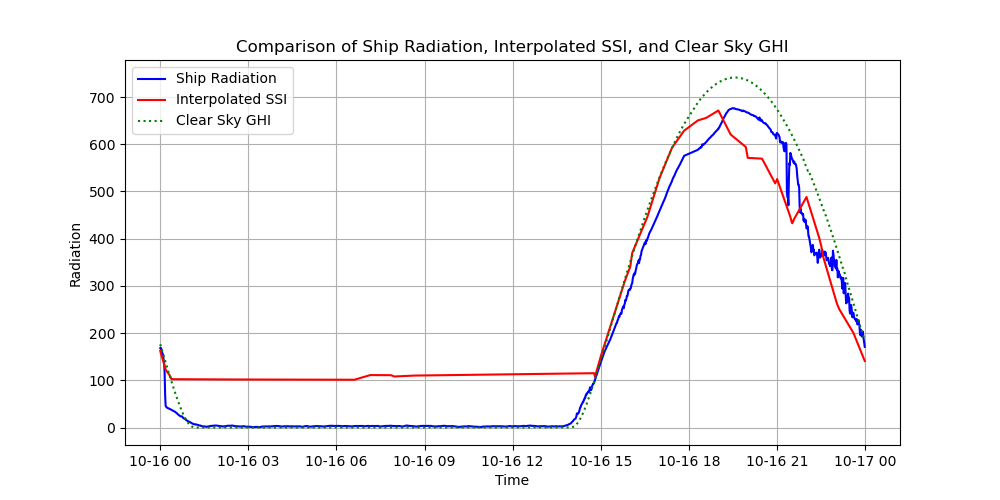 Comparison of Ship Radiation, Interpolated SSI, and Clear Sky GHI
Ship Radiation
Interpolated SSI
Clear Sky GHI
Radiation
700
600
500
400
300
200
100
0
10-16 00 10-16 03 10-16 06 10-16 09 10-16 12 10-16 15 10-16 18 10-16 21 10-17 00
Time